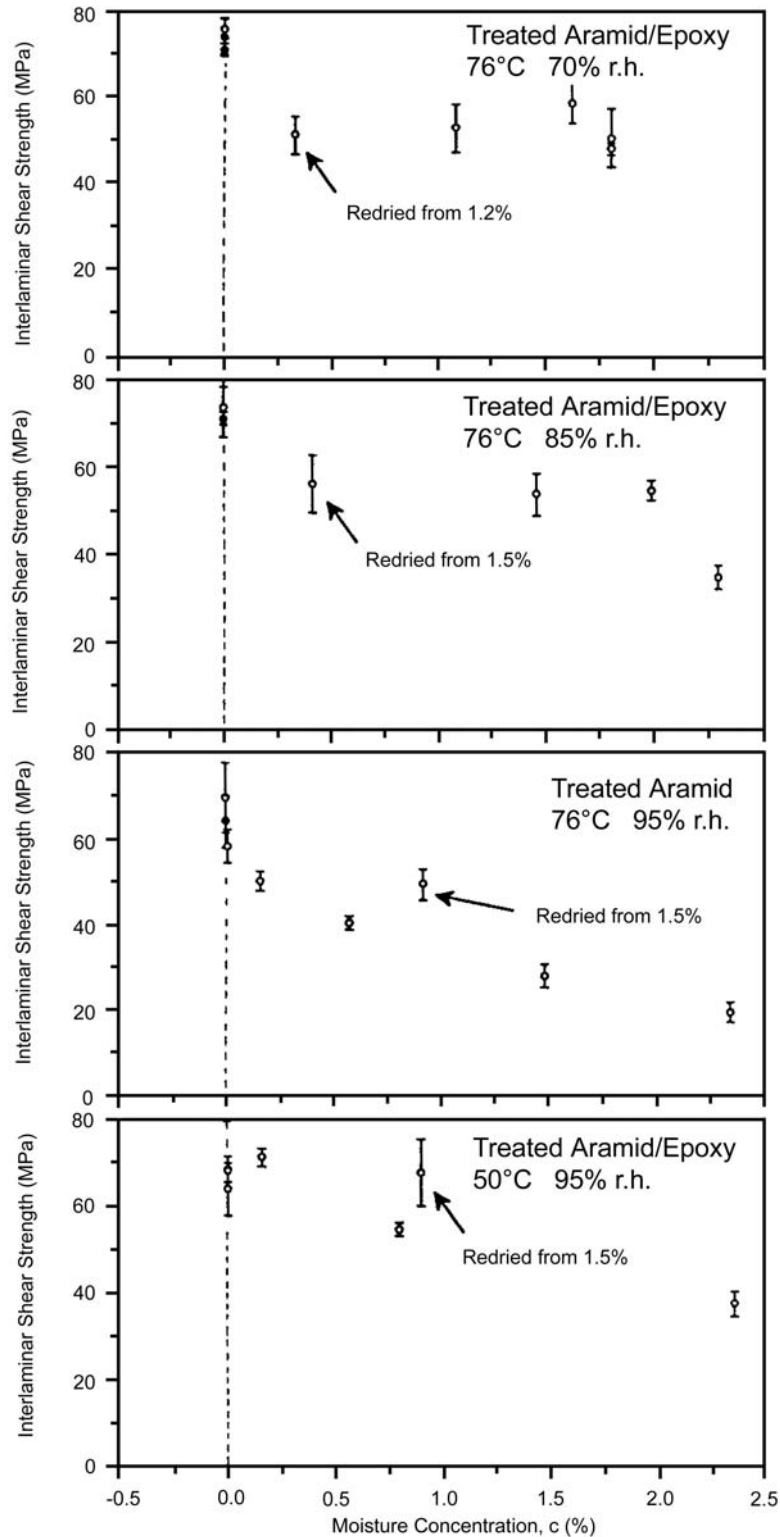 Interlaminar Shear Strength (MPa)
80
60
40
20
0
Treated Aramid/Epoxy
76°C 70% r.h.
Redried from 1.2%
Interlaminar Shear Strength (MPa)
80
60
40
20
0
Treated Aramid/Epoxy
76°C 85% r.h.
Redried from 1.5%
Interlaminar Shear Strength (MPa)
80
60
40
20
0
Treated Aramid
76°C 95% r.h.
Redried from 1.5%
Interlaminar Shear Strength (MPa)
80
60
40
20
0
Treated Aramid/Epoxy
50°C 95% r.h.
Redried from 1.5%
-0.5 0.0 0.5 1.0 1.5 2.0 2.5
Moisture Concentration, c (%)